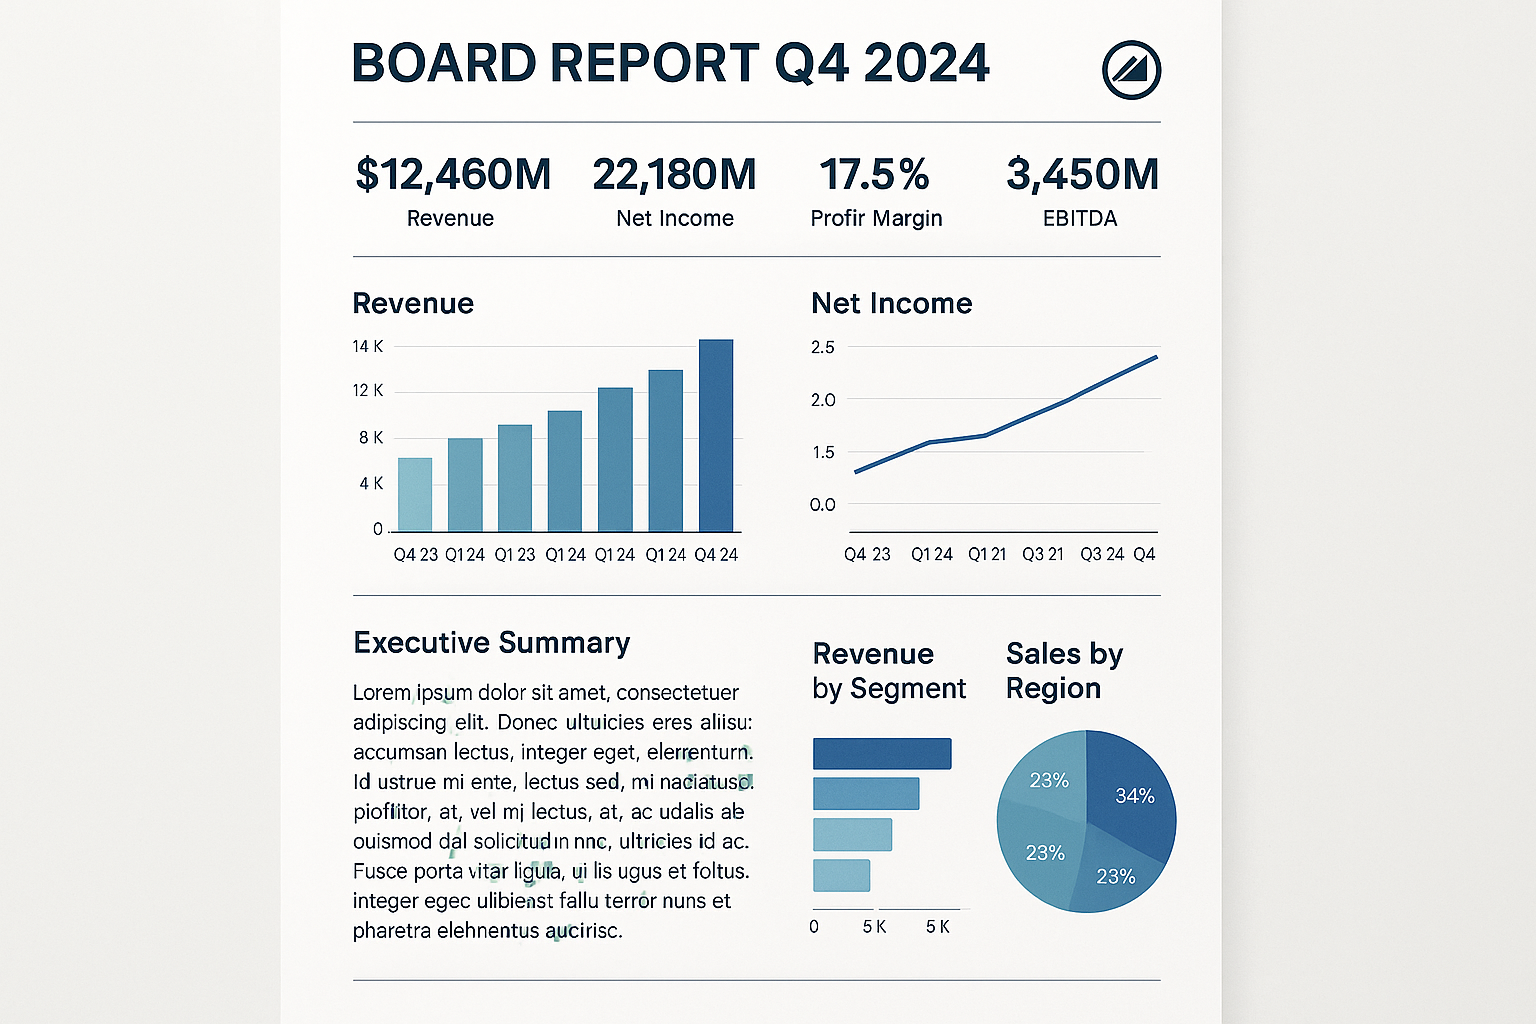 BOARD REPORT Q4 2024
$12,460M 22,180M 17.5% 3,450M
Revenue Net Income Profir Margin EBITDA
Revenue
14 K
12 K
8 K
4 K
0
Q4 23 Q1 24 Q1 23 Q1 24 Q1 24 Q1 24 Q4 24
Net Income
2.5
2.0
1.5
0.0
Q4 23 Q1 24 Q1 21 Q3 21 Q3 24 Q4
Executive Summary
Lorem ipsum dolor sit amet, consectetuer
adipiscing elit. Donec ultuicies eres aliisu:
accumsan lectus, integer eget,
Id ustrue mi ente, lectus sed, mi
at, vel mj lectus, at, ac udalis ab
ouismod dal solicitud ın nnc, ultricies id ac.
Fusce porta vitar ligula, ui lis ugus et foltus.
integer egec ulibienst fallu terror nuns et
pharetra elehnentus aucirisc.
Revenue
by Segment
0 5 K 5 K
Sales by
Region
23% 34%
23% 23%